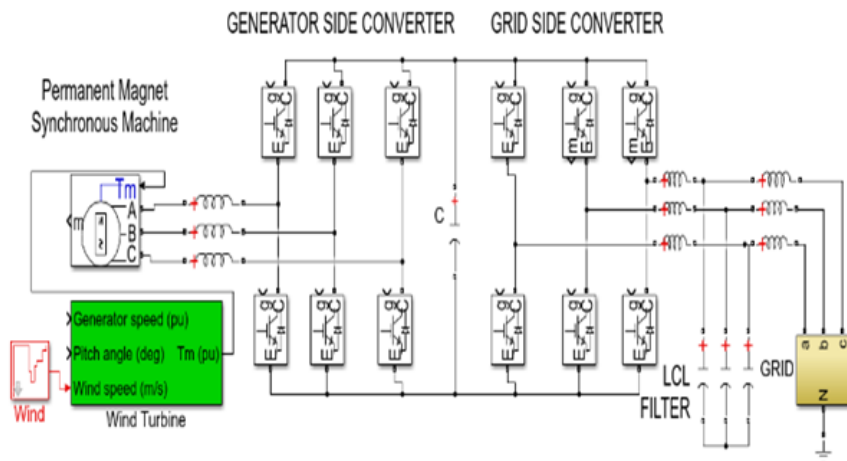 GENERATOR SIDE CONVERTER
GRID SIDE CONVERTER
Permanent Magnet
Synchronous Machine
g C
E
g C
E
g C
E
g C
E
g C
m E
g C
m E
Tm
m
A
B
C
C
g C
E
g C
E
g C
E
g C
E
g C
E
g C
E
Generator speed (pu)
Pitch angle (deg) Tm (pu)
Wind speed (m/s)
Wind
Wind Turbine
LCL
FILTER
GRID
a b c
N